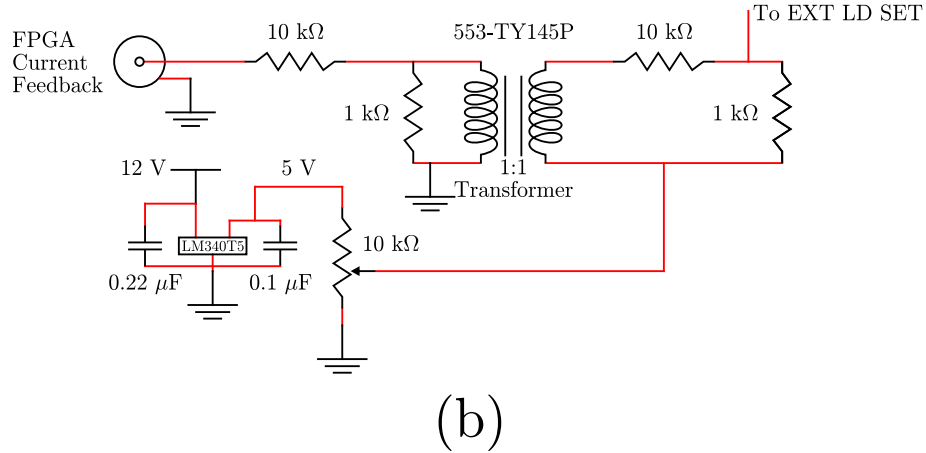 To EXT LD SET
FPGA
Current
Feedback
10 kΩ
553-TY145P
10 kΩ
1 kΩ
1 kΩ
1:1
Transformer
12 V
5 V
LM340T5
10 kΩ
0.22 μF
0.1 μF
(b)